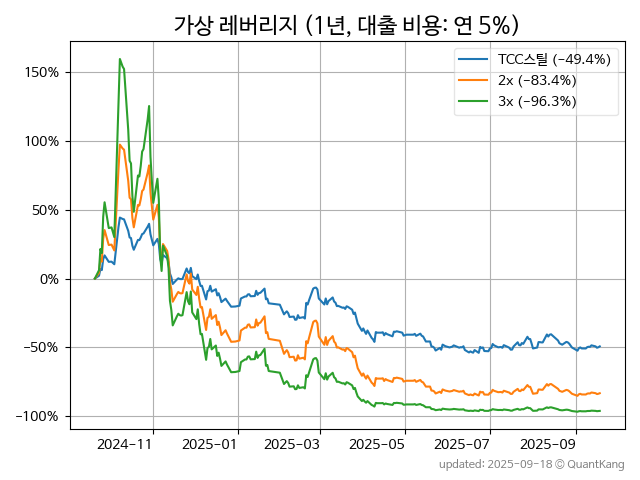 가상 레버리지 (1년, 대출 비용: 연 5%)
TCC스틸 (-49.4%)
2x (-83.4%)
3x (-96.3%)
150%
100%
50%
0%
−50%
−100%
2024-11
2025-01
2025-03
2025-05
2025-07
2025-09
updated: 2025-09-18 © QuantKang